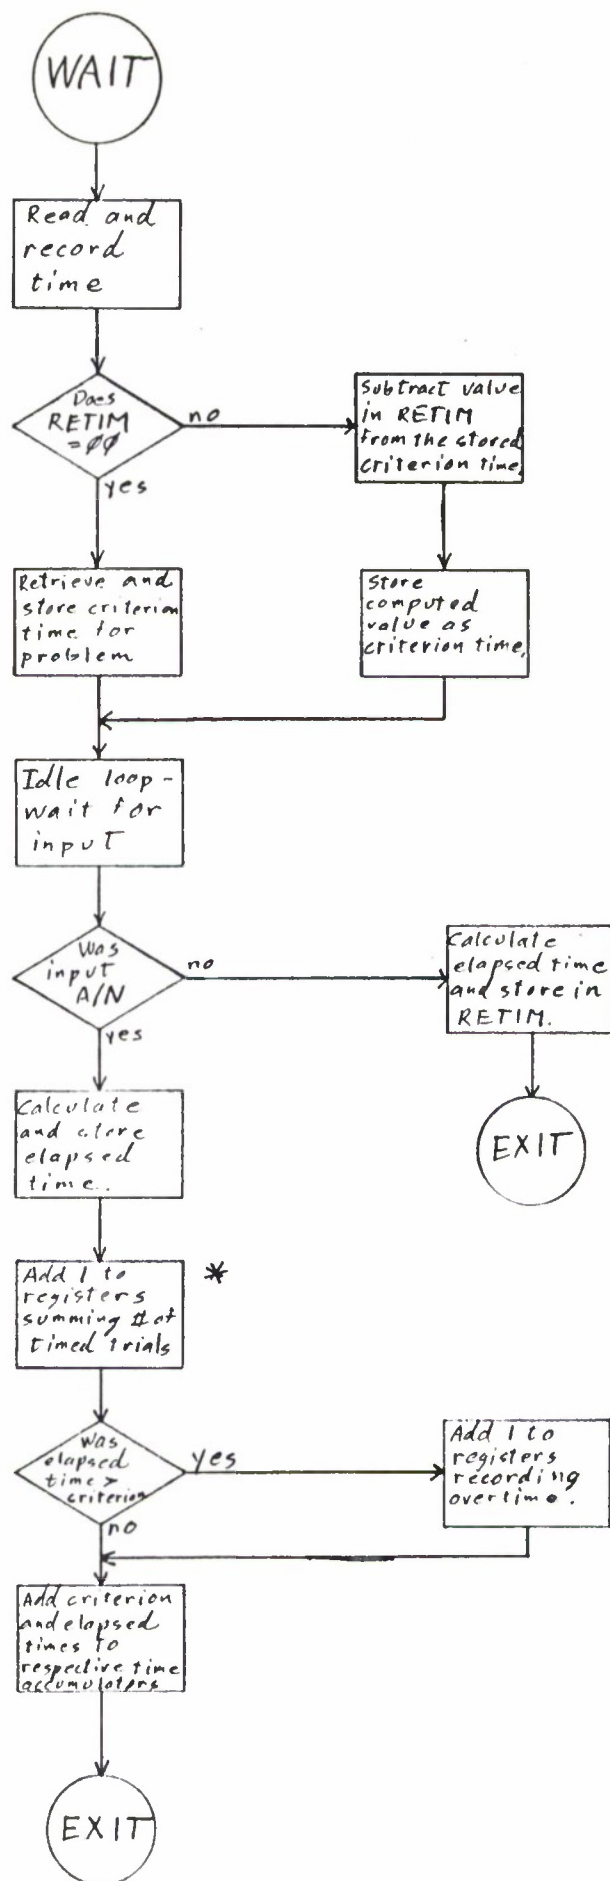 WAIT
Read and
record
time
Does
RETIM
=ØØ
no
yes
Subtract value
in RETIM
from the stored
criterion time.
Retrieve and
store criterion
time for
problem
Store
computed
value as
criterion time.
Idle loop-
wait for
input
Was
input
A/N
no
yes
Calculate
elapsed time
and store in
RETIM.
EXIT
Calculate
and store
elapsed
time.
Add 1 to
registers
summing # of
timed trials
*
Was
elapsed
time >
criterion
yes
no
Add 1 to
registers
recording
overtime.
Add criterion
and elapsed
times to
respective time
accumulators
EXIT